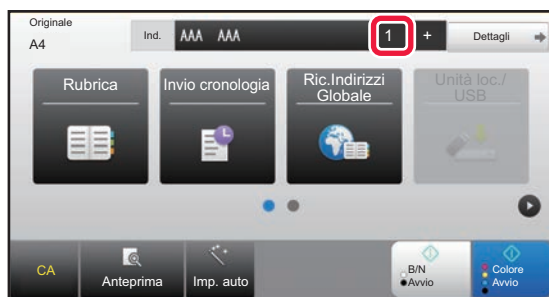 Originale
A4
Ind.
AAA AAA
1
+
Dettagli
Rubrica
Invio cronologia
Ric.Indirizzi
Globale
Unità loc./
USB
CA
Anteprima
Imp. auto
B/N
Avvio
Colore
Avvio